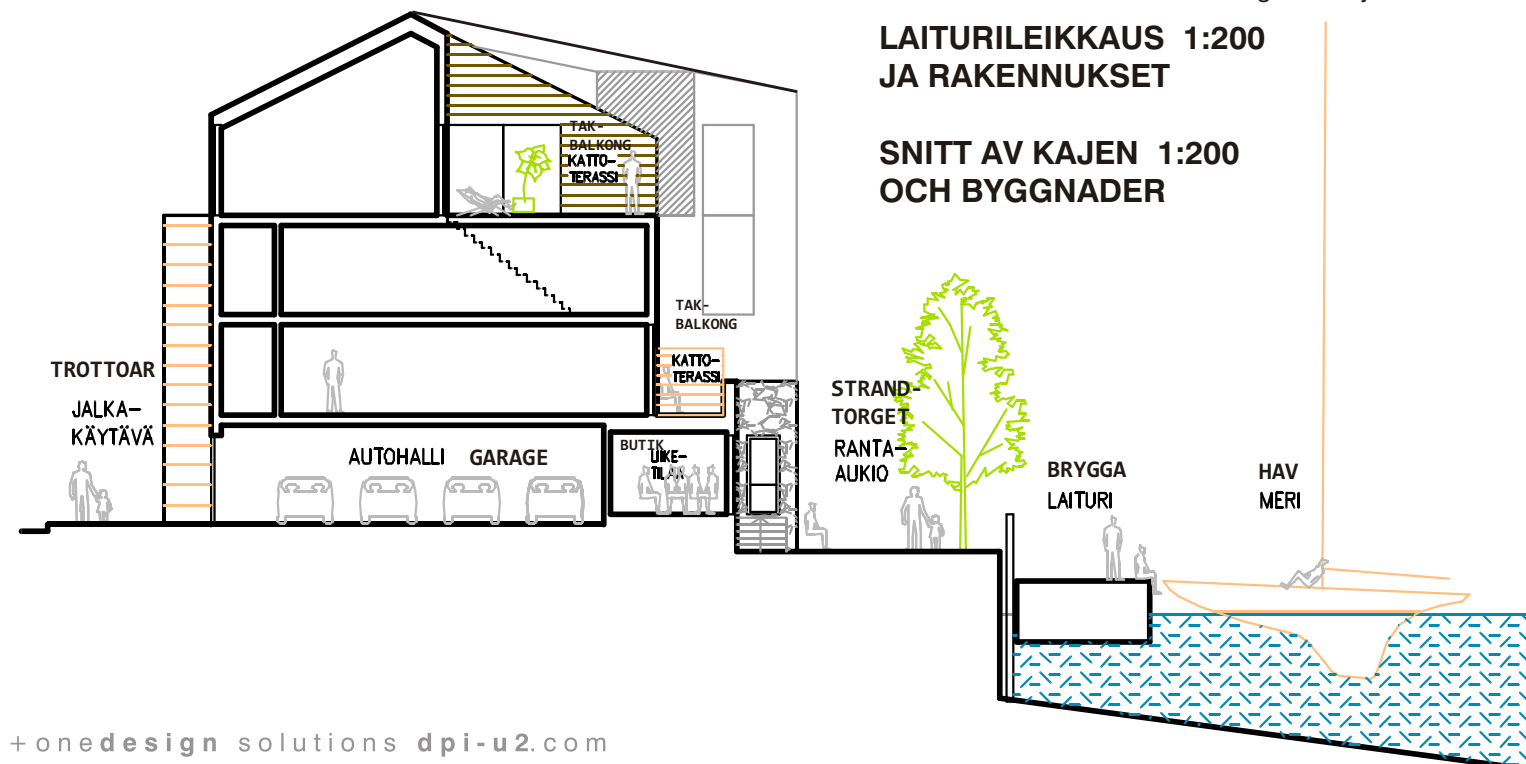 LAITURILEIKKAUS 1:200
JA RAKENNUKSET
SNITT AV KAJEN 1:200
OCH BYGGNADER
TAK-
BALKONG
KATTO-
TERASSI
TAK-
BALKONG
KATTO-
TERASSI
TROTTOAR
JALKA-
KÄYTÄVÄ
AUTOHALLI GARAGE
BUTIK
LIIKE-
STRAND-
TORGET
RANTA-
AUKIO
BRYGGA
LAITURI
HAV
MERI
+onedesign solutions dpi-u2.com